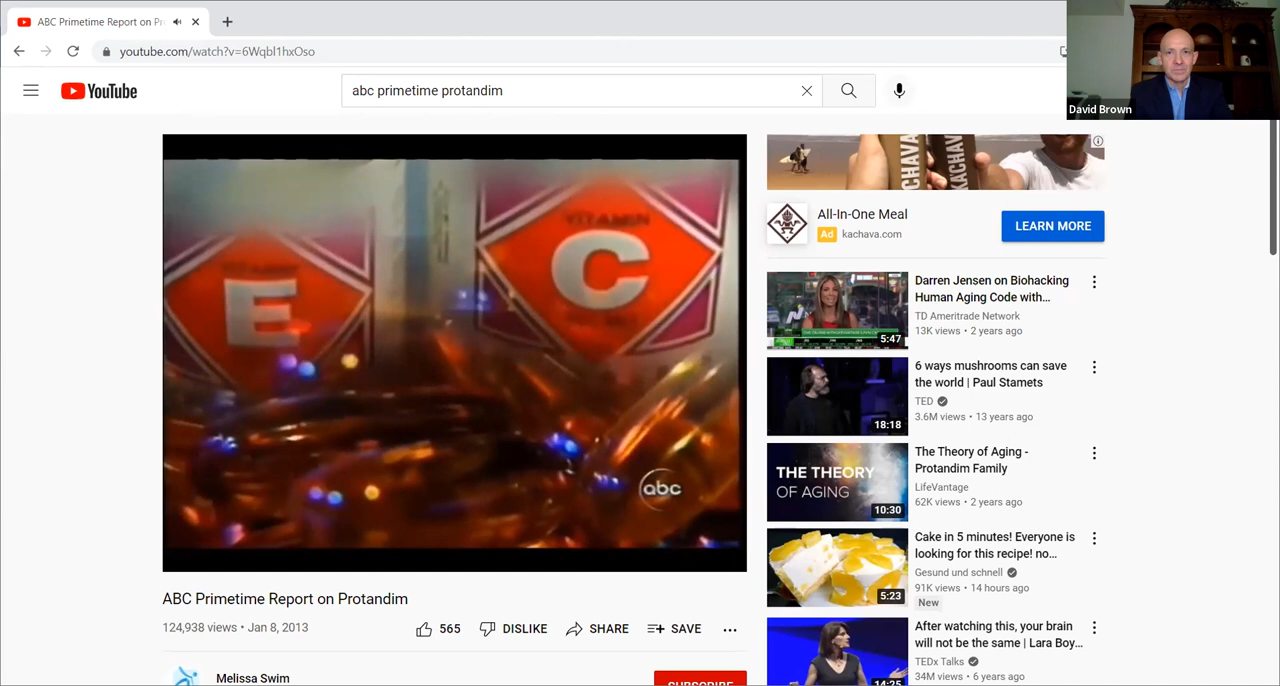 ABC Primetime Report on Pr
youtube.com/watch?v=6Wqbl1hxOso
YouTube
abc primetime protandim
David Brown
VITAMIN
E
VITAMIN
C
abc
ABC Primetime Report on Protandim
124,938 views • Jan 8, 2013
565
DISLIKE
SHARE
SAVE
Melissa Swim
SUBSCRIBE
KACHAVA
All-In-One Meal
Ad kachava.com
LEARN MORE
Darren Jensen on Biohacking
Human Aging Code with...
TD Ameritrade Network
13K views • 2 years ago
5:47
6 ways mushrooms can save
the world | Paul Stamets
TED
3.6M views • 13 years ago
18:18
THE THEORY
OF AGING
10:30
The Theory of Aging -
Protandim Family
LifeVantage
62K views • 2 years ago
Cake in 5 minutes! Everyone is
looking for this recipe! no...
Gesund und schnell
91K views • 14 hours ago
New
5:23
After watching this, your brain
will not be the same | Lara Boy...
TEDx Talks
34M views • 6 years ago
14:25